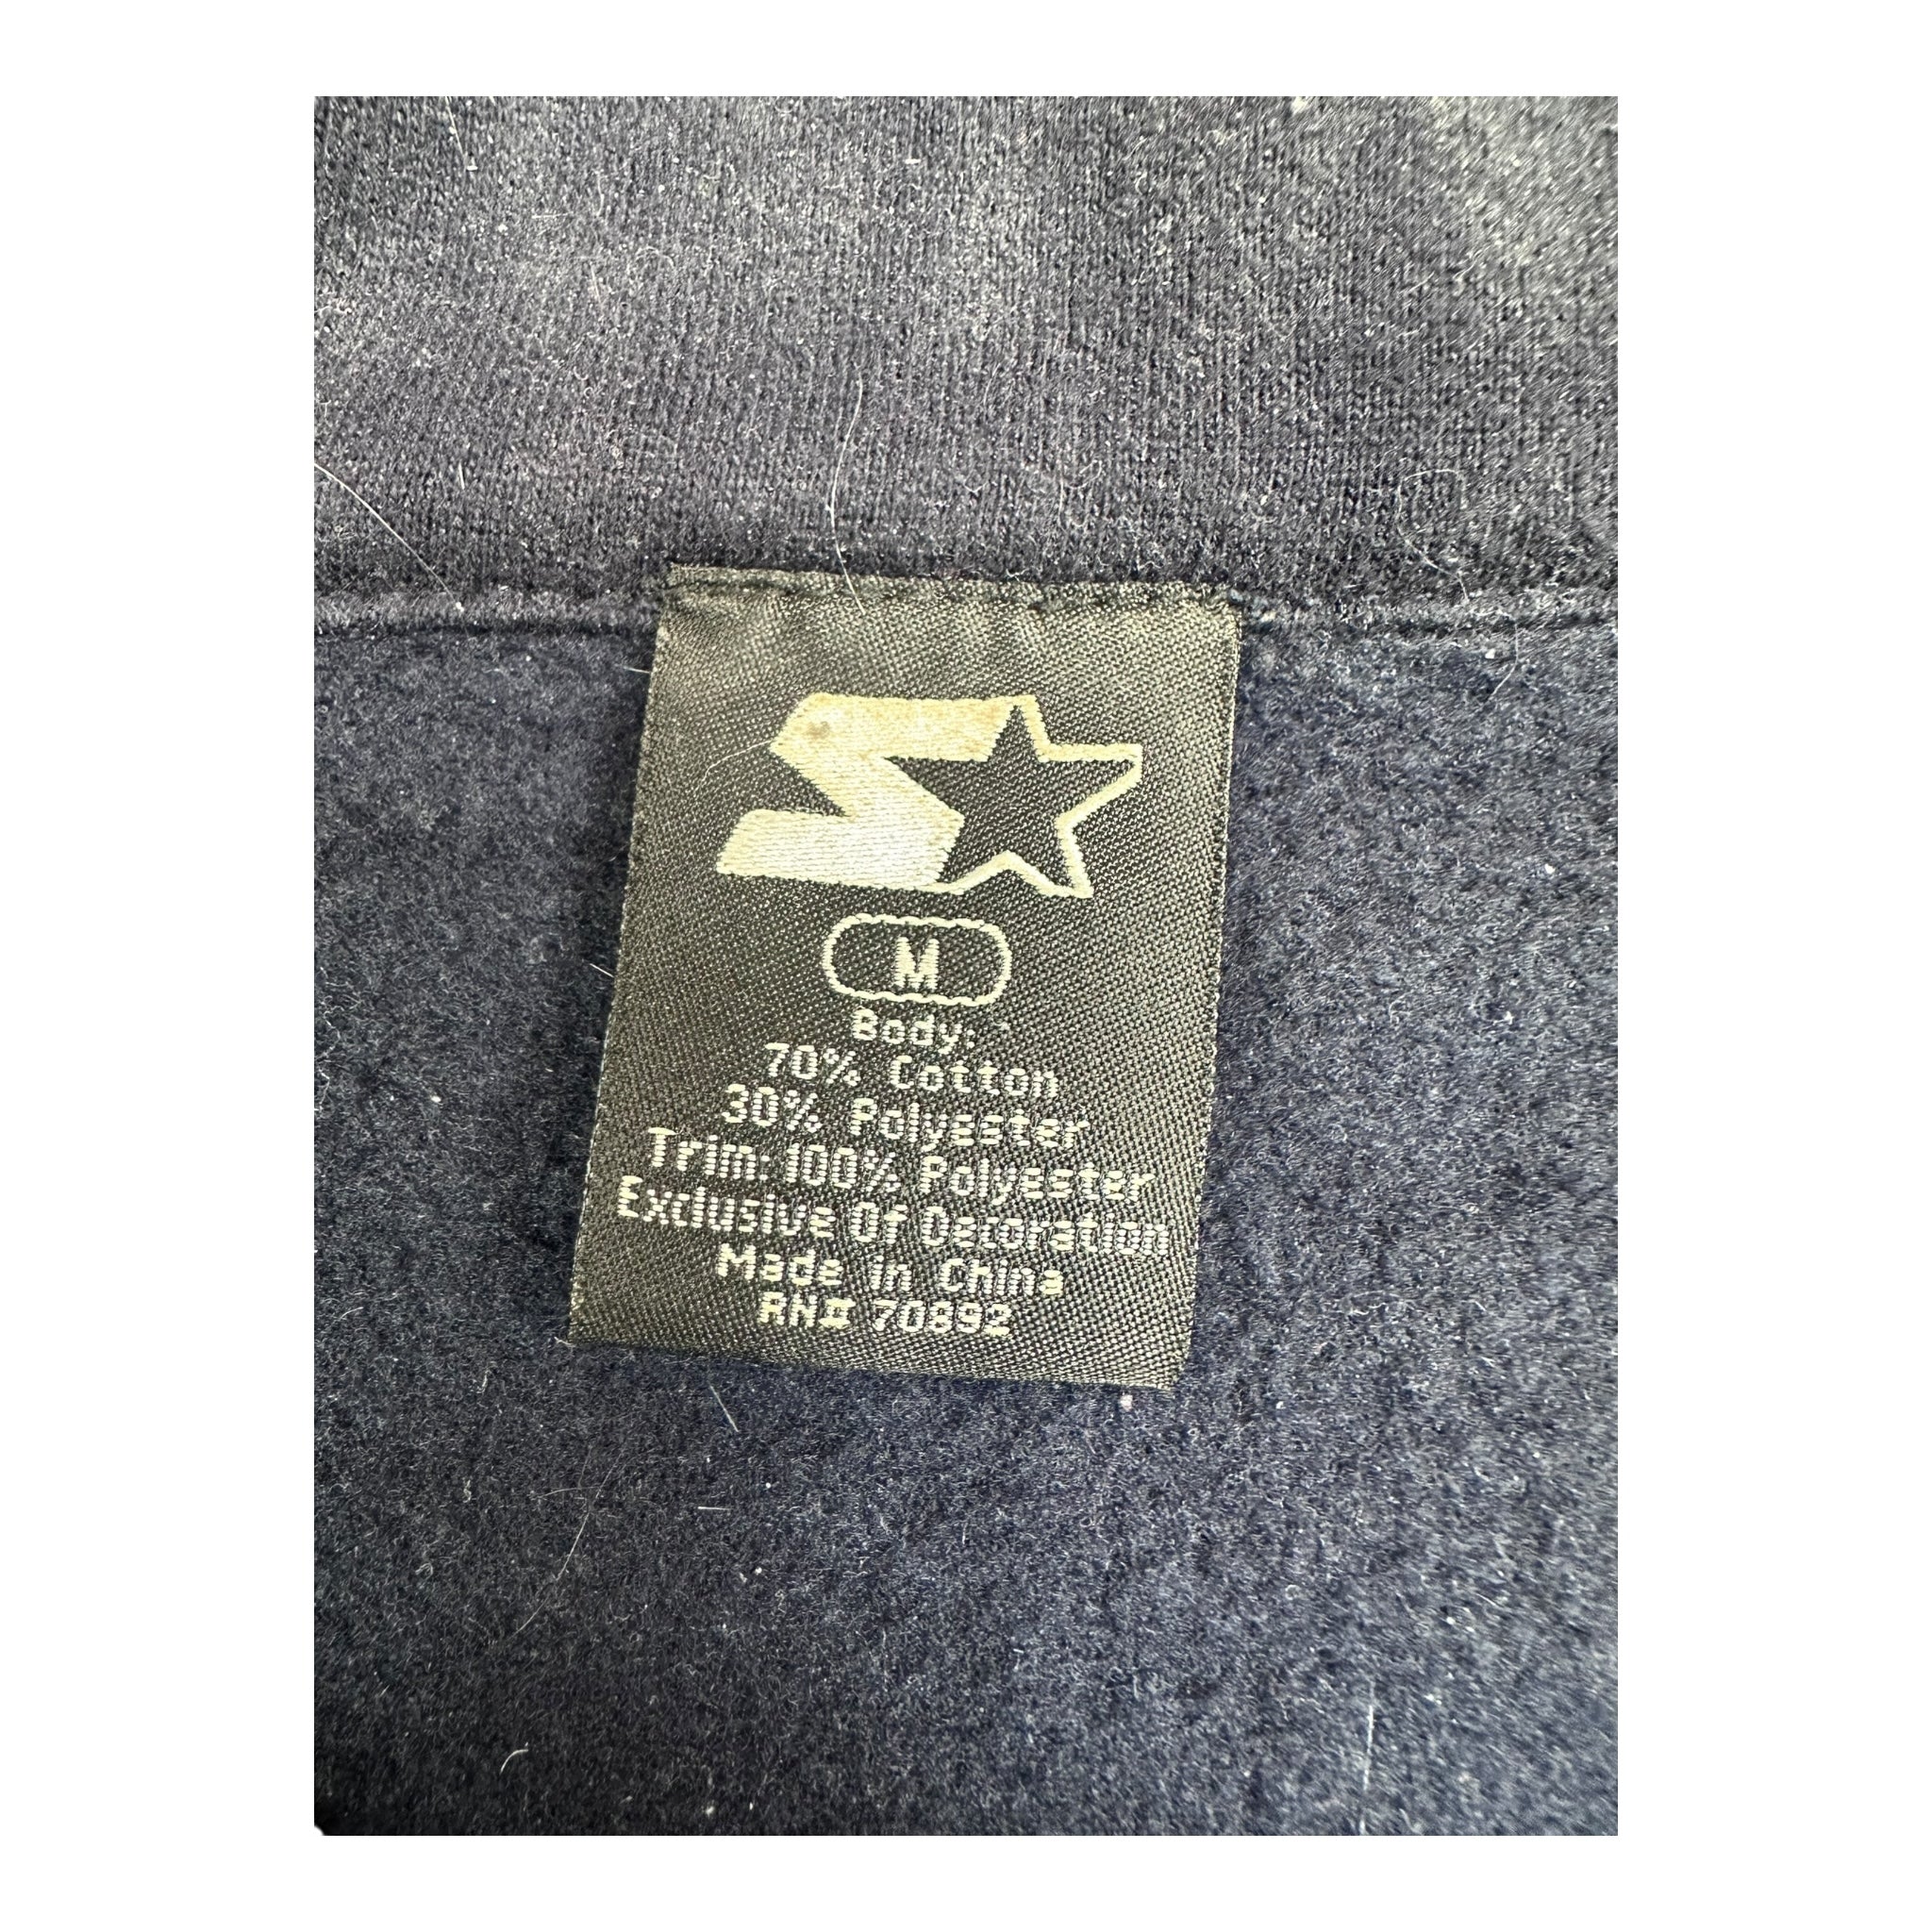 M
Body:
70% Cotton
30% Polyester
Trim: 100% Polyester
Exclusive Of Decoration
Made in China
RN# 70892